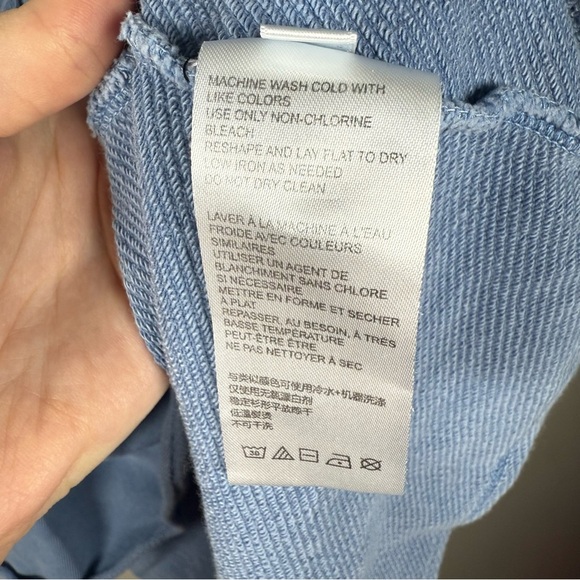 MACHINE WASH COLD WITH
LIKE COLORS
USE ONLY NON-CHLORINE
BLEACH
RESHAPE AND LAY FLAT TO DRY
LOW IRON AS NEEDED
DO NOT DRY CLEAN
LAVER À LA MACHINE À L'EAU
FROIDE AVEC COULEURS
SIMILAIRES
UTILISER UN AGENT DE
BLANCHIMENT SANS CHLORE
SI NÉCESSAIRE
METTRE EN FORME ET SECHER
À PLAT
REPASSER, AU BESOIN, À TRÈS
BASSE TEMPÉRATURE
PEUT-ÊTRE ÊTRE
NE PAS NETTOYER À SEC
与类似颜色可使用冷水+机器洗涤
仅使用无氯漂白剂
稳定衫形平放晾干
低温熨烫
不可干洗
30